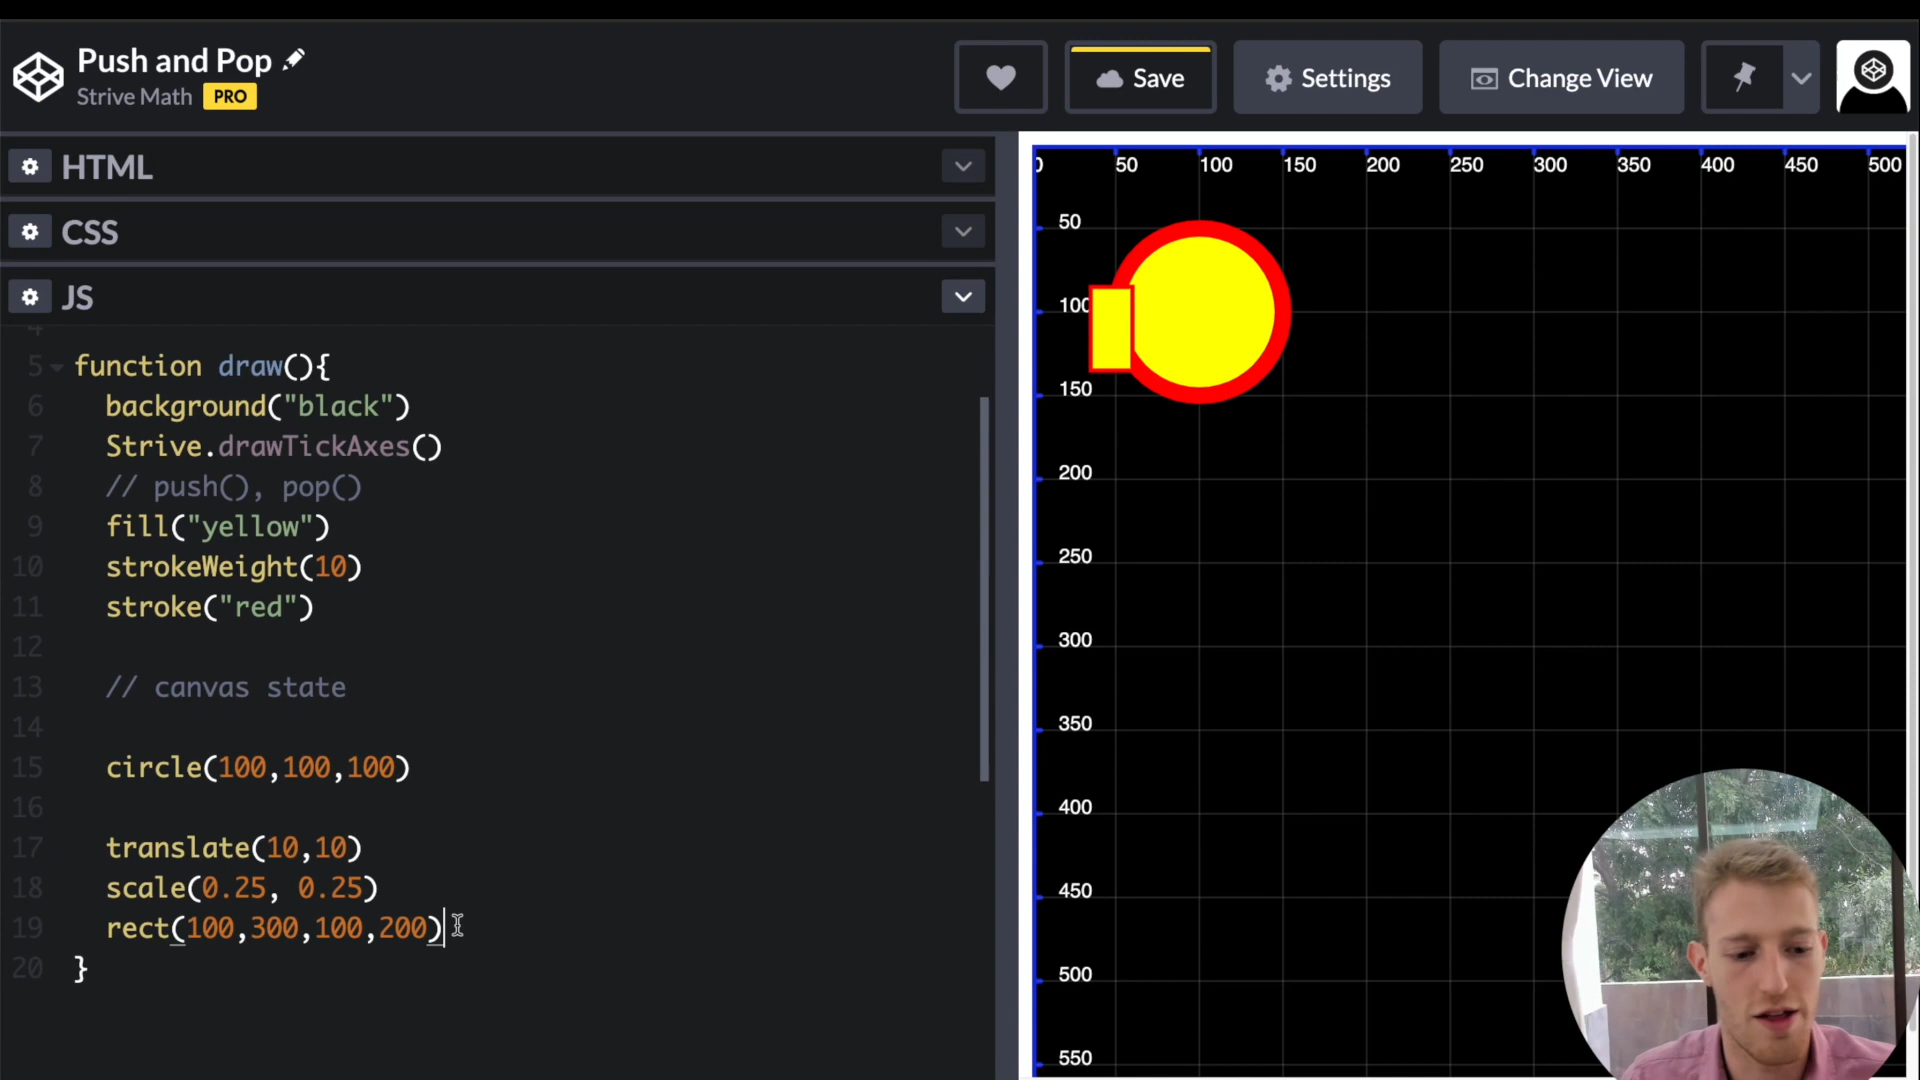 Push and Pop
Strive Math PRO
Save
Settings
Change View
HTML
CSS
JS
4
5 function draw(){
6 background("black")
7 Strive.drawTickAxes()
8 // push(), pop()
9 fill("yellow")
10 strokeWeight(10)
11 stroke("red")
12
13 // canvas state
14
15 circle(100,100,100)
16
17 translate(10,10)
18 scale(0.25, 0.25)
19 rect(100,300,100,200)
20 }
0 50 100 150 200 250 300 350 400 450 500
50
100
150
200
250
300
350
400
450
500
550